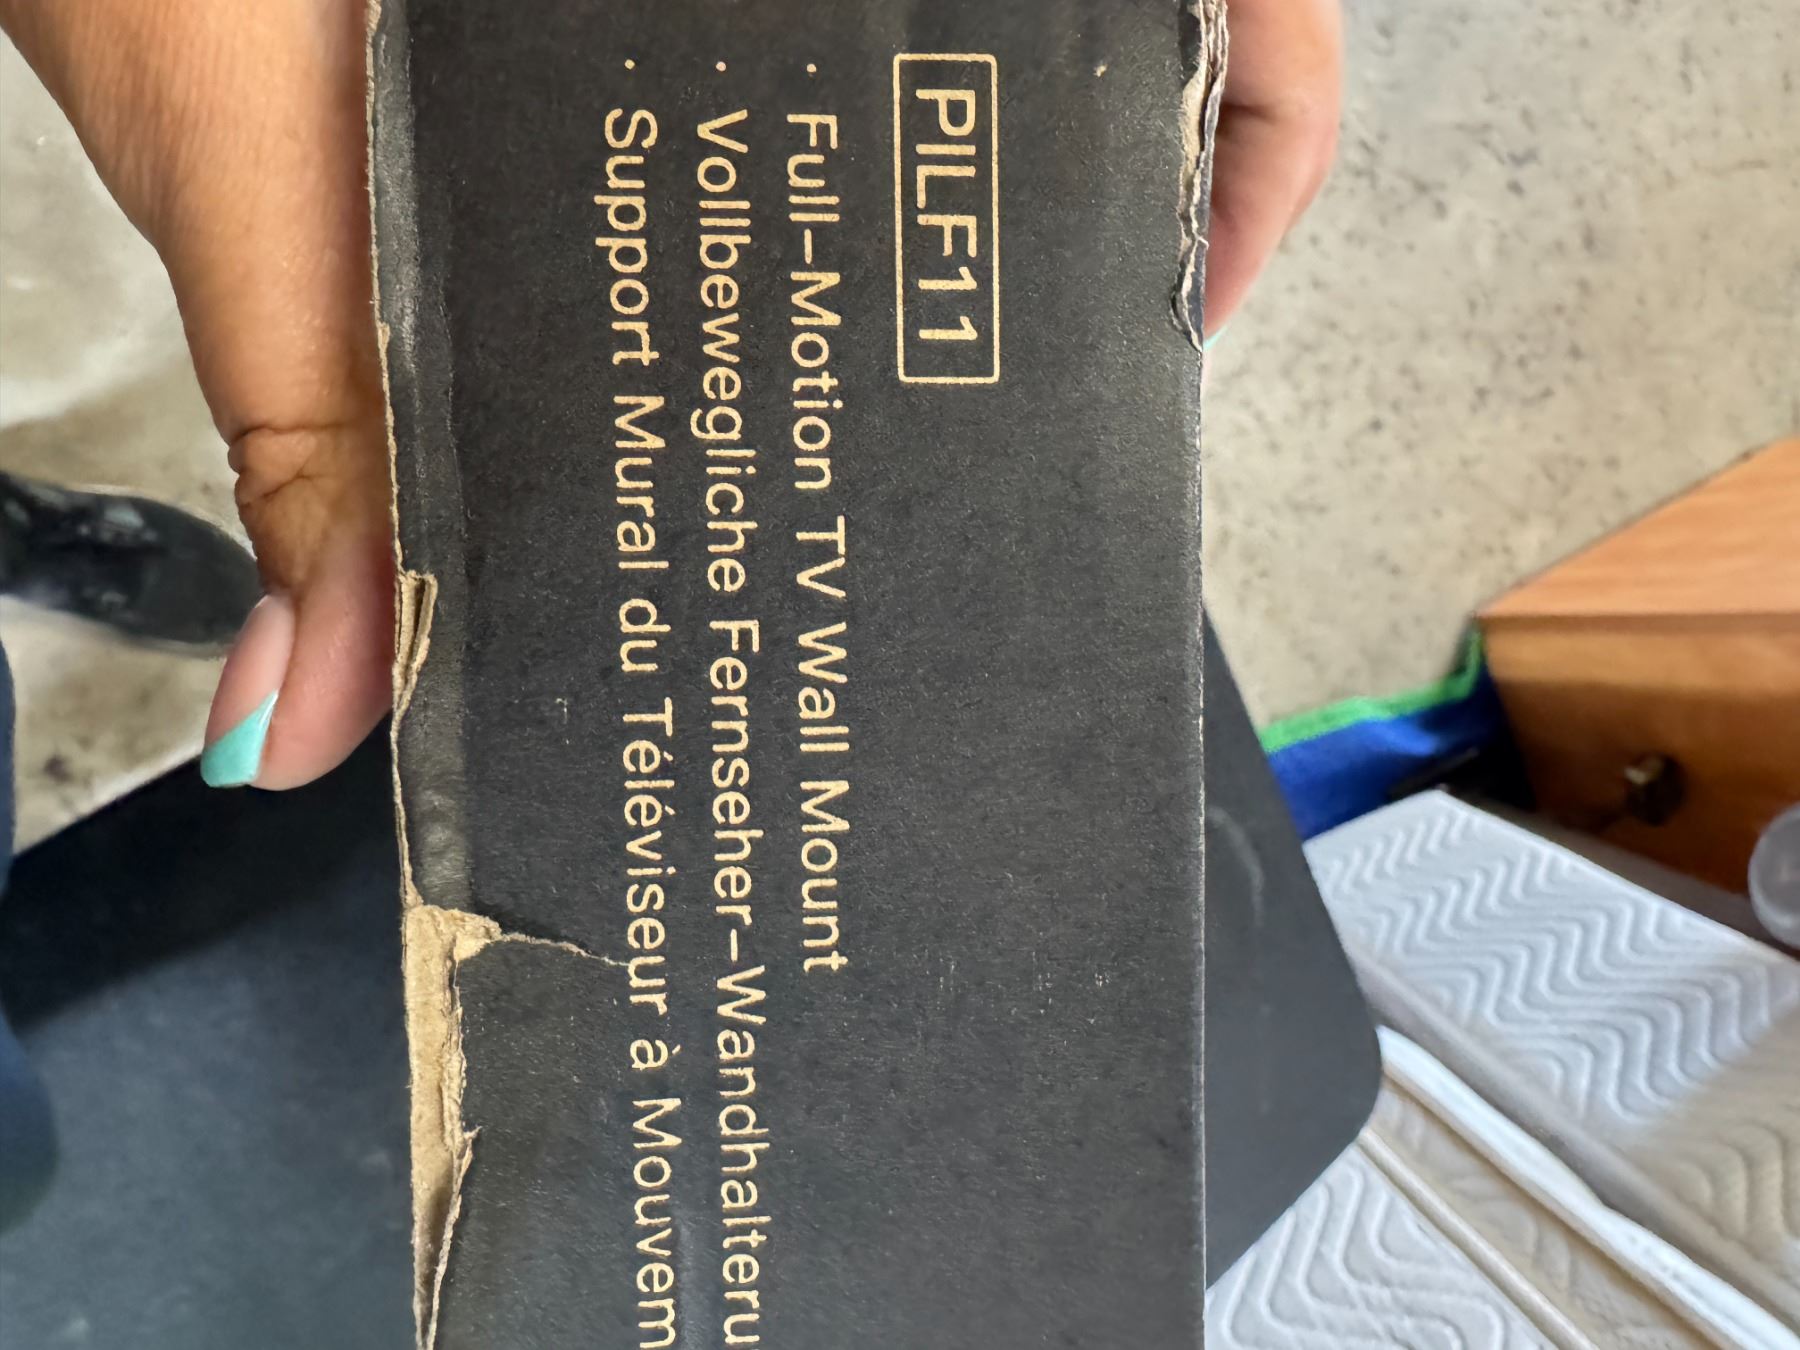 PILF11
· Full-Motion TV Wall Mount
· Vollbewegliche Fernseher-Wandhalteru
· Support Mural du Téléviseur à Mouvem